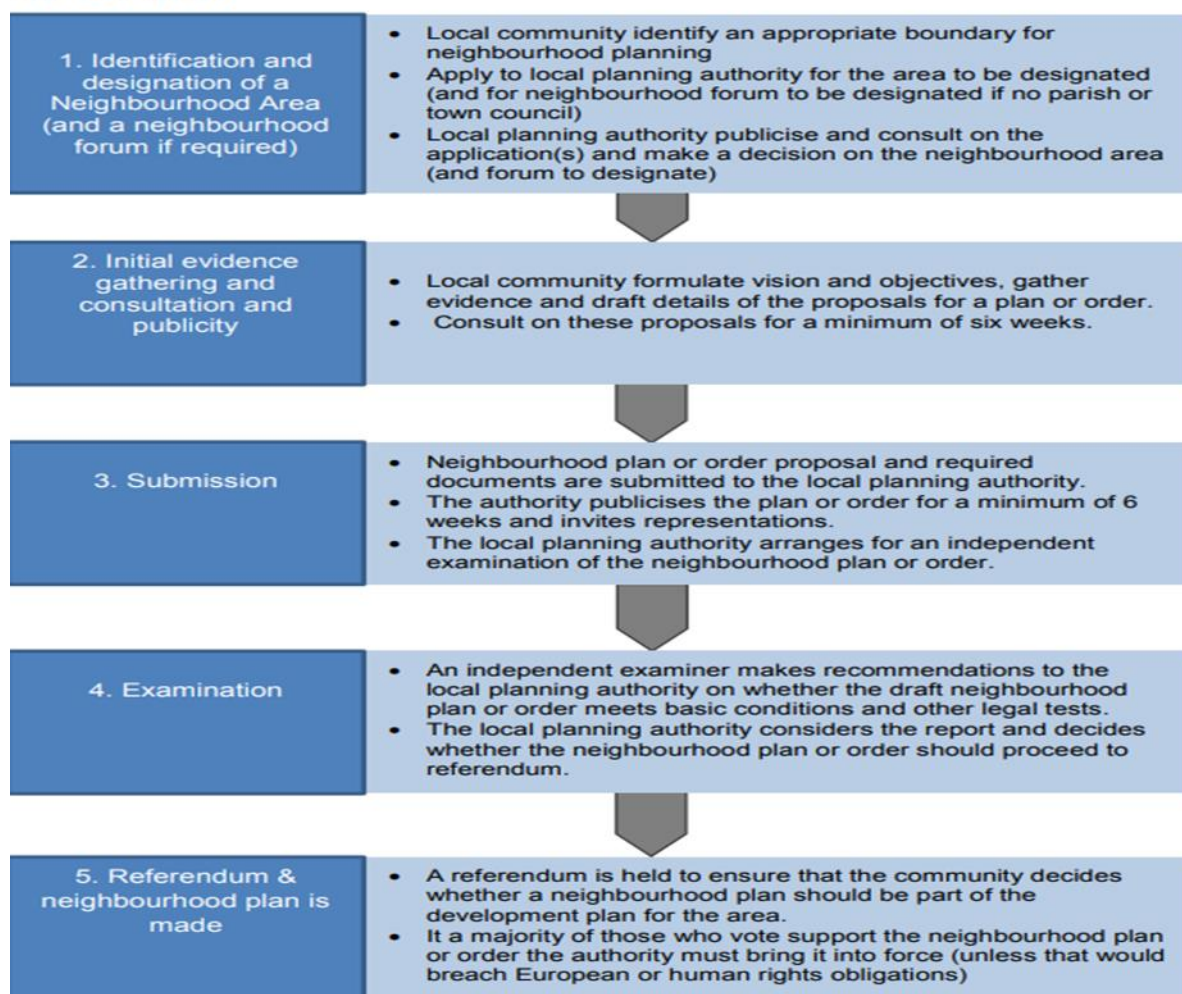 1. Identification and
designation of a
Neighbourhood Area
(and a neighbourhood
forum if required)
• Local community identify an appropriate boundary for
neighbourhood planning
• Apply to local planning authority for the area to be designated
(and for neighbourhood forum to be designated if no parish or
town council)
• Local planning authority publicise and consult on the
application(s) and make a decision on the neighbourhood area
(and forum to designate)
2. Initial evidence
gathering and
consultation and
publicity
• Local community formulate vision and objectives, gather
evidence and draft details of the proposals for a plan or order.
• Consult on these proposals for a minimum of six weeks.
3. Submission
• Neighbourhood plan or order proposal and required
documents are submitted to the local planning authority.
• The authority publicises the plan or order for a minimum of 6
weeks and invites representations.
• The local planning authority arranges for an independent
examination of the neighbourhood plan or order.
4. Examination
• An independent examiner makes recommendations to the
local planning authority on whether the draft neighbourhood
plan or order meets basic conditions and other legal tests.
• The local planning authority considers the report and decides
whether the neighbourhood plan or order should proceed to
referendum.
5. Referendum &
neighbourhood plan is
made
• A referendum is held to ensure that the community decides
whether a neighbourhood plan should be part of the
development plan for the area.
• It a majority of those who vote support the neighbourhood plan
or order the authority must bring it into force (unless that would
breach European or human rights obligations)